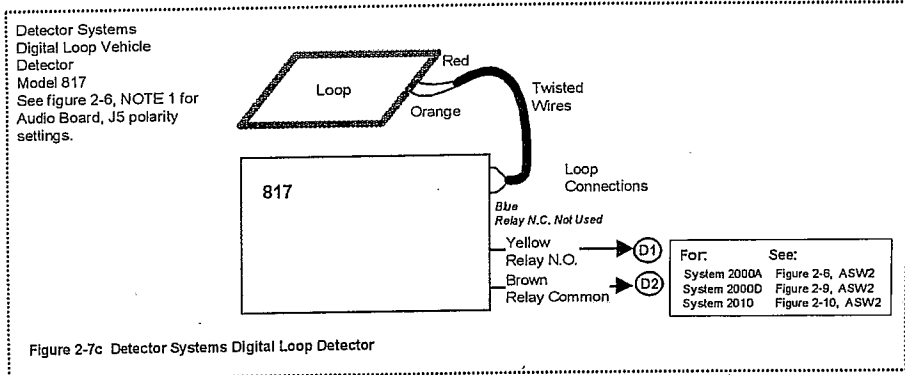 Detector Systems
Digital Loop Vehicle
Detector
Model 817
See figure 2-6, NOTE 1 for
Audio Board, J5 polarity
settings.
Red
Loop
Orange
Twisted
Wires
817
Loop
Connections
Blue
Relay N.C. Not Used
Yellow
Relay N.O.
D1
Brown
Relay Common
D2
For: See:
System 2000A Figure 2-6, ASW2
System 2000D Figure 2-9, ASW2
System 2010 Figure 2-10, ASW2
Figure 2-7c Detector Systems Digital Loop Detector